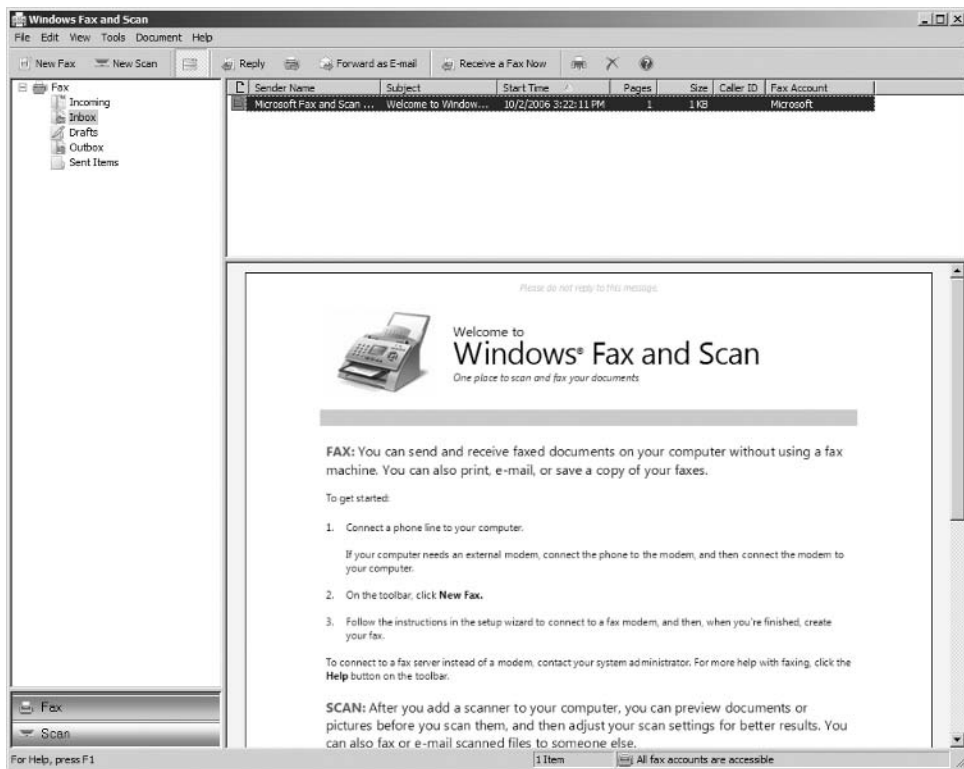 Windows Fax and Scan
File Edit View Tools Document Help
New Fax New Scan Reply Forward as E-mail Receive a Fax Now
Fax
Incoming
Inbox
Drafts
Outbox
Sent Items
Sender Name Subject Start Time Pages Size Caller ID Fax Account
Microsoft Fax and Scan ... Welcome to Window... 10/2/2006 3:22:11 PM 1 1 KB Microsoft
Please do not reply to this message.
Welcome to
Windows® Fax and Scan
One place to scan and fax your documents
FAX: You can send and receive faxed documents on your computer without using a fax
machine. You can also print, e-mail, or save a copy of your faxes.
To get started:
1. Connect a phone line to your computer.
If your computer needs an external modem, connect the phone to the modem, and then connect the modem to
your computer.
2. On the toolbar, click New Fax.
3. Follow the instructions in the setup wizard to connect to a fax modem, and then, when you're finished, create
your fax.
To connect to a fax server instead of a modem, contact your system administrator. For more help with faxing, click the
Help button on the toolbar.
SCAN: After you add a scanner to your computer, you can preview documents or
pictures before you scan them, and then adjust your scan settings for better results. You
can also fax or e-mail scanned files to someone else.
Fax
Scan
For Help, press F1 1 Item All fax accounts are accessible